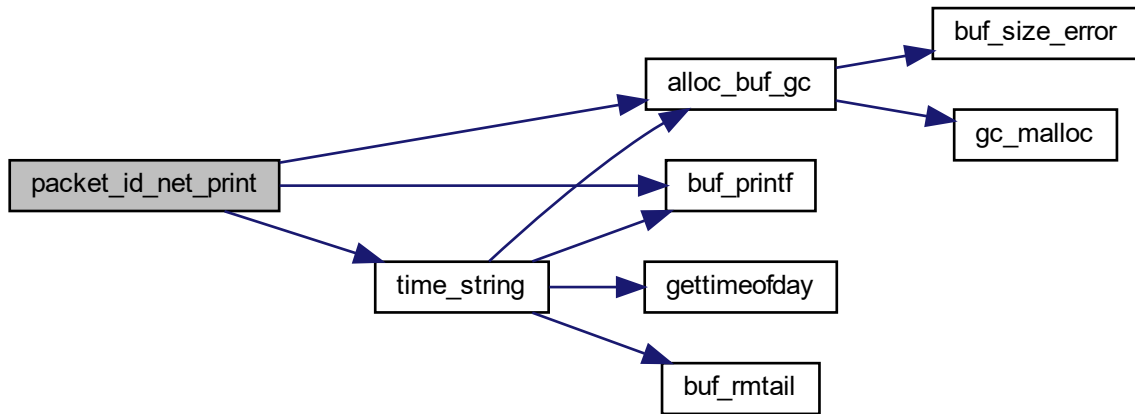 buf_size_error
alloc_buf_gc
gc_malloc
packet_id_net_print
buf_printf
time_string
gettimeofday
buf_rmtail